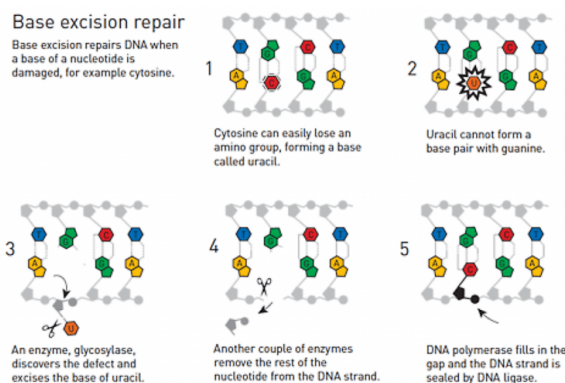 Base excision repair
Base excision repairs DNA when
a base of a nucleotide is
damaged, for example cytosine.
1
T G C T
A C G A
Cytosine can easily lose an
amino group, forming a base
called uracil.
2
T G C T
A U G A
Uracil cannot form a
base pair with guanine.
3
T G C T
A G A
U
An enzyme, glycosylase,
discovers the defect and
excises the base of uracil.
4
T G C T
A G A
Another couple of enzymes
remove the rest of the
nucleotide from the DNA strand.
5
T G C T
A C G A
DNA polymerase fills in the
gap and the DNA strand is
sealed by DNA ligase.